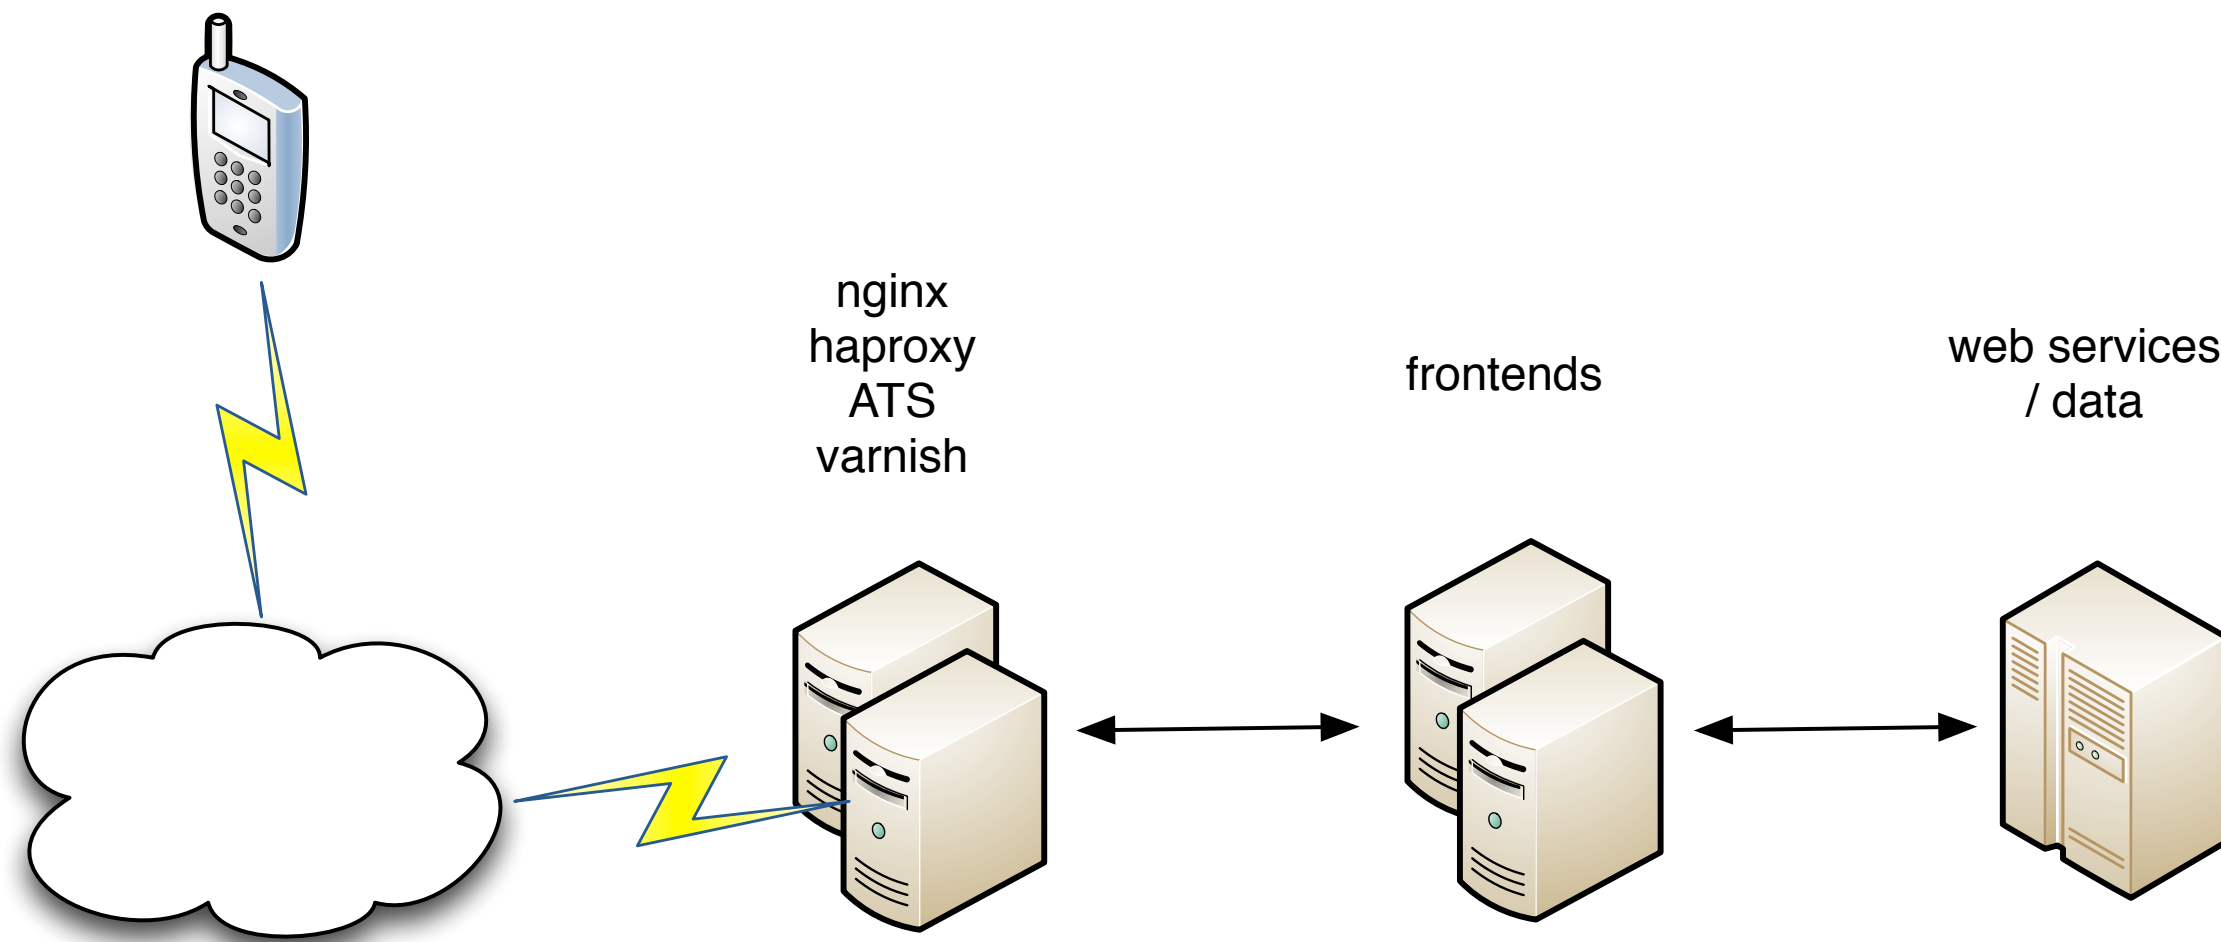 nginx
haproxy
ATS
varnish
frontends
web services
/ data